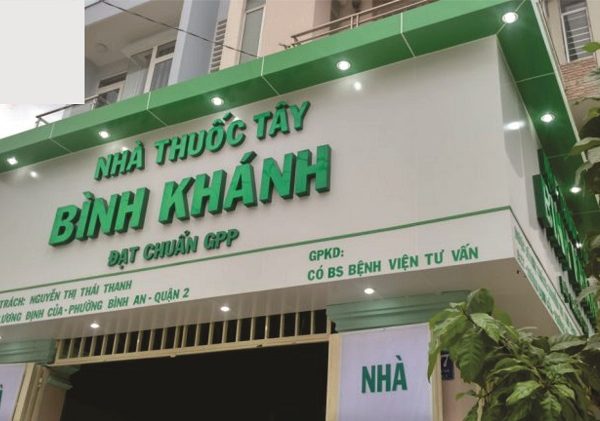 NHÀ THUỐC TÂY
BÌNH KHÁNH
ĐẠT CHUẨN GPP
TRÁCH: NGUYỄN THỊ THÁI THANH
LƯƠNG ĐỊNH CỦA - PHƯỜNG BÌNH AN - QUẬN 2
GPKD:
CÓ BS BỆNH VIỆN TƯ VẤN
NHÀ